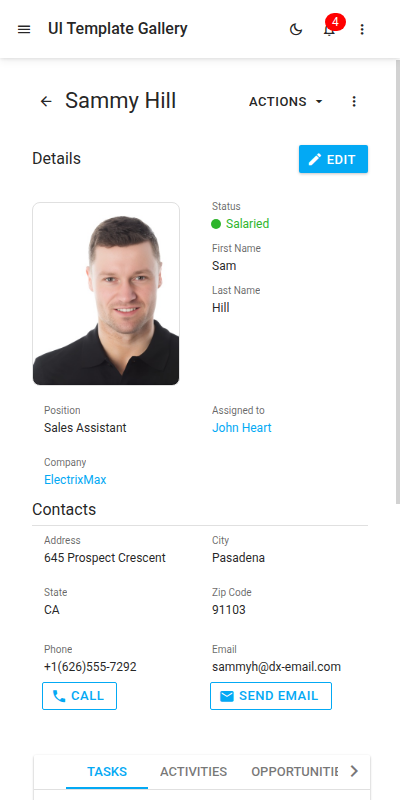 UI Template Gallery
4
Sammy Hill
ACTIONS
Details
EDIT
Status
Salaried
First Name
Sam
Last Name
Hill
Position
Sales Assistant
Assigned to
John Heart
Company
ElectrixMax
Contacts
Address
645 Prospect Crescent
City
Pasadena
State
CA
Zip Code
91103
Phone
+1(626)555-7292
Email
sammyh@dx-email.com
CALL
SEND EMAIL
TASKS
ACTIVITIES
OPPORTUNITIE